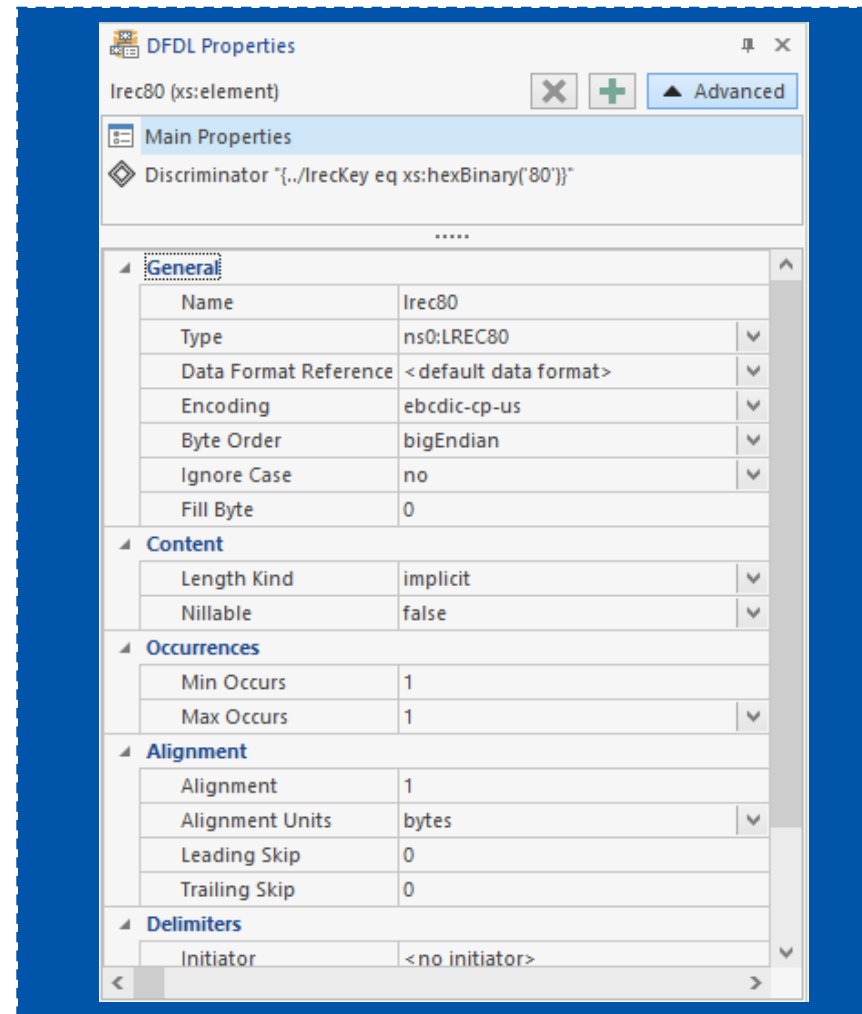 DFDL Properties
lrec80 (xs:element)
Advanced
Main Properties
Discriminator "{../lrecKey eq xs:hexBinary('80')}"
General
Name lrec80
Type ns0:LREC80
Data Format Reference <default data format>
Encoding ebcdic-cp-us
Byte Order bigEndian
Ignore Case no
Fill Byte 0
Content
Length Kind implicit
Nillable false
Occurrences
Min Occurs 1
Max Occurs 1
Alignment
Alignment 1
Alignment Units bytes
Leading Skip 0
Trailing Skip 0
Delimiters
Initiator <no initiator>